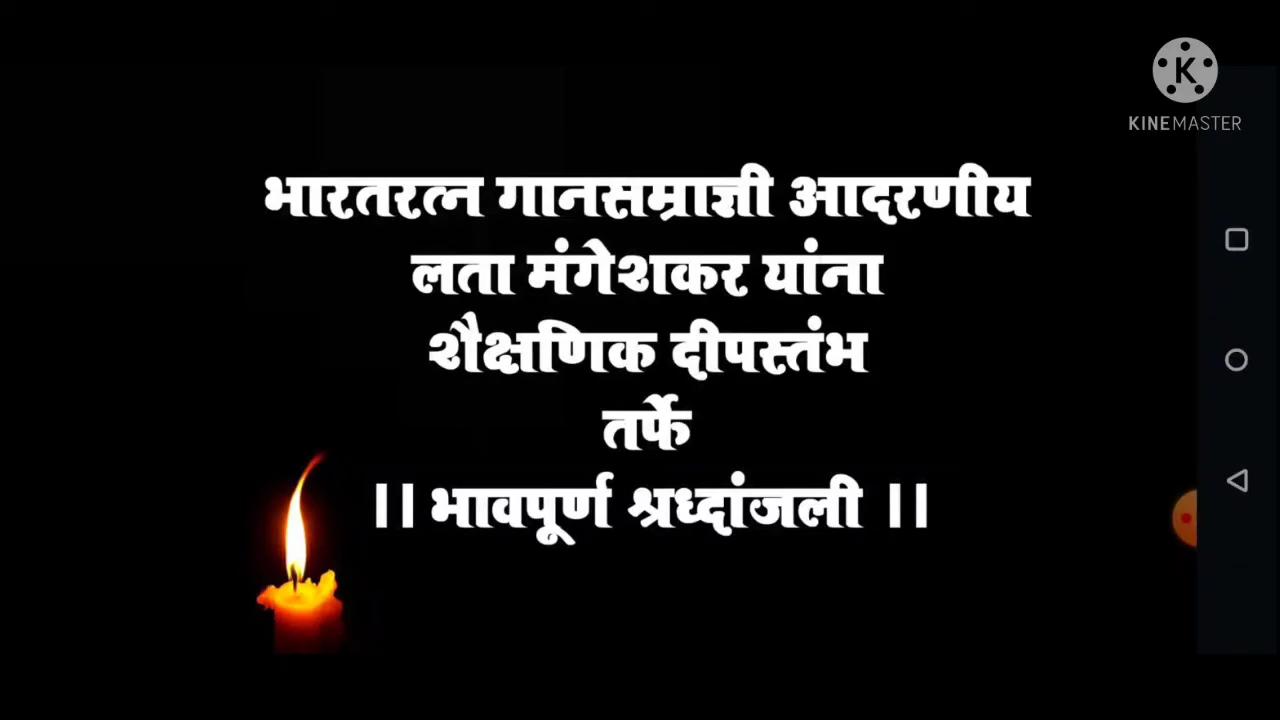 KINEMASTER
भारतरत्न गानसम्राज्ञी आदरणीय
लता मंगेशकर यांना
शैक्षणिक दीपस्तंभ
तर्फे
।। भावपूर्ण श्रध्दांजली ।।